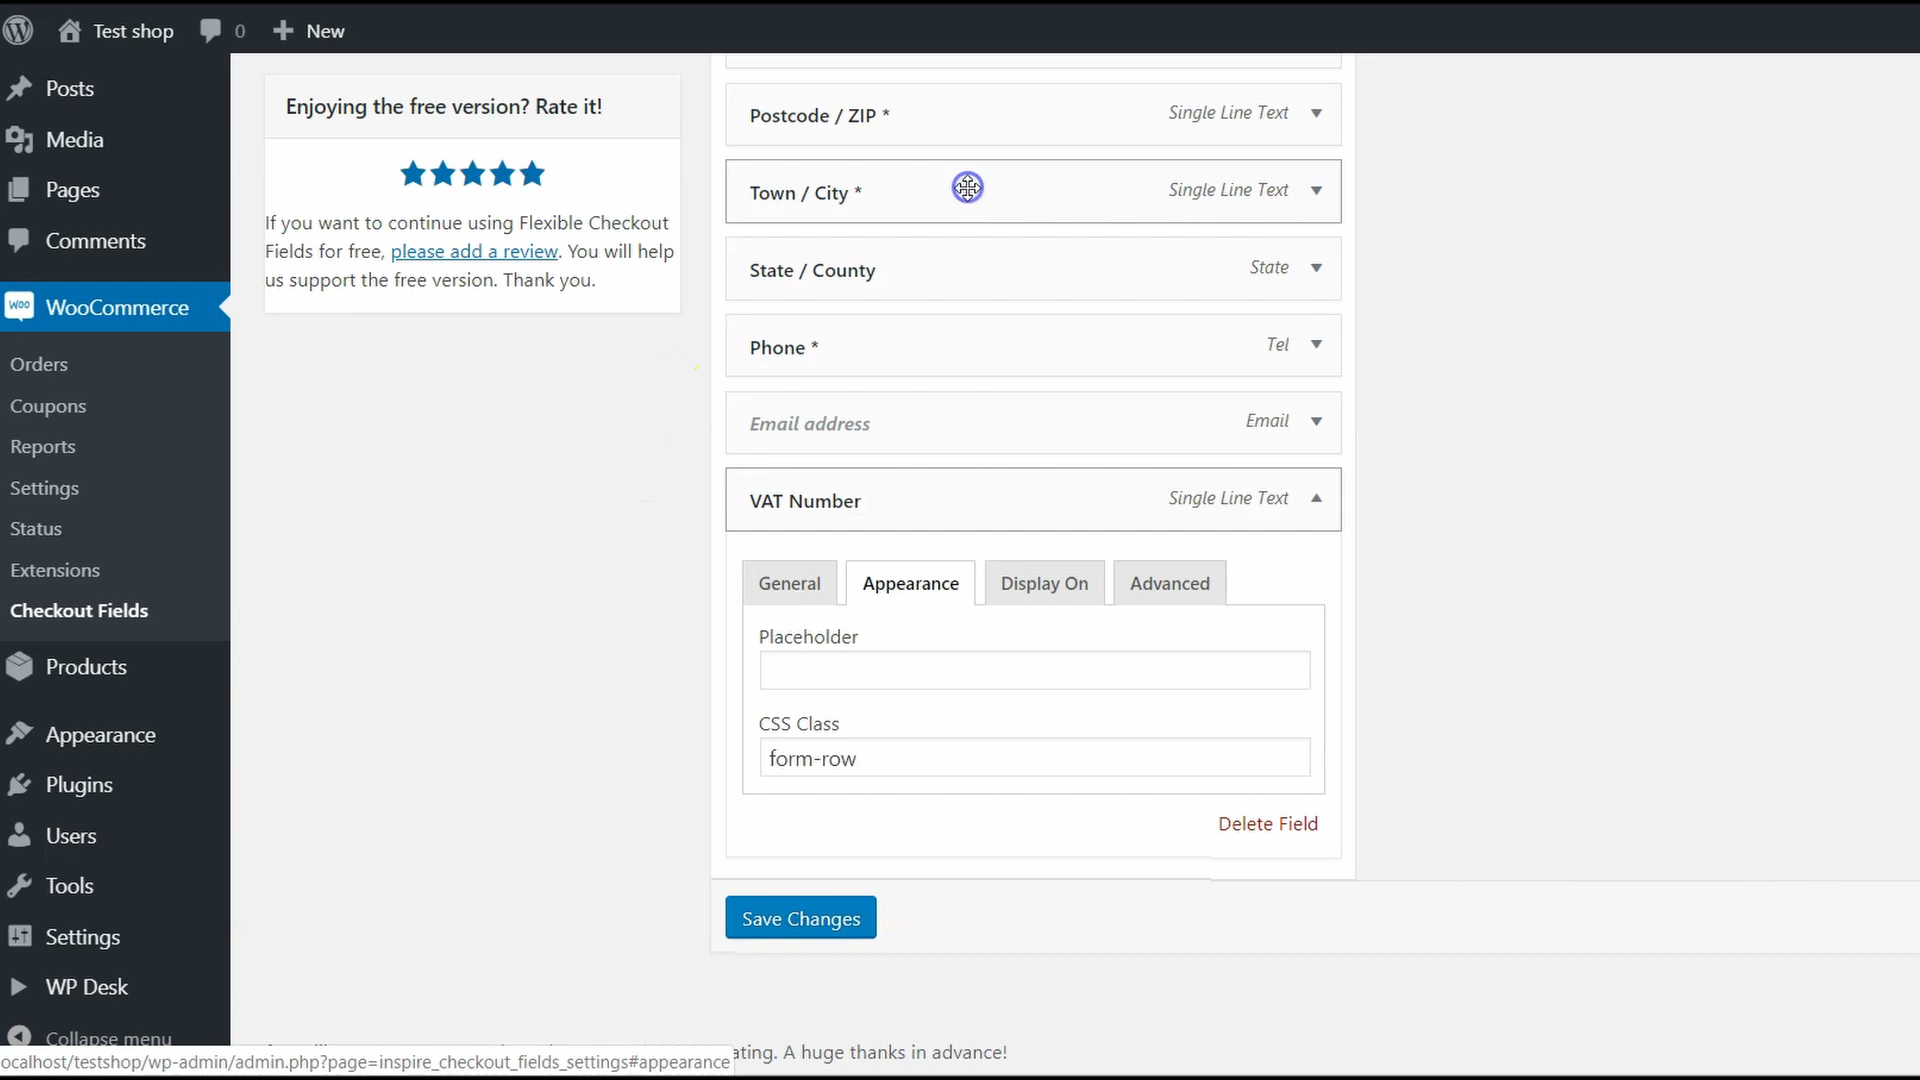 Test shop 0 New
Posts
Media
Pages
Comments
WooCommerce
Orders
Coupons
Reports
Settings
Status
Extensions
Checkout Fields
Products
Appearance
Plugins
Users
Tools
Settings
WP Desk
Collapse menu
Enjoying the free version? Rate it!
If you want to continue using Flexible Checkout
Fields for free, please add a review. You will help
us support the free version. Thank you.
Postcode / ZIP * Single Line Text
Town / City * Single Line Text
State / County State
Phone * Tel
Email address Email
VAT Number Single Line Text
General Appearance Display On Advanced
Placeholder
CSS Class
form-row
Delete Field
Save Changes
ating. A huge thanks in advance!
ocalhost/testshop/wp-admin/admin.php?page=inspire_checkout_fields_settings#appearance